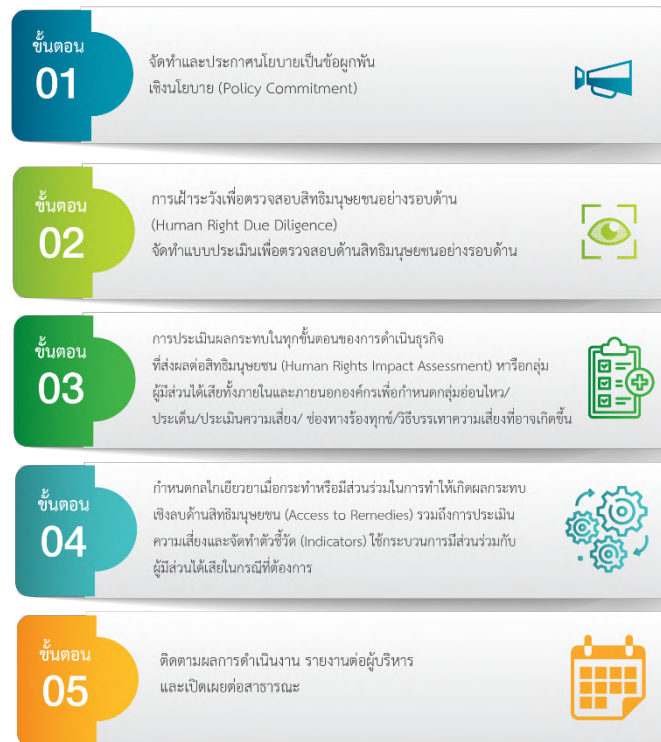 ขั้นตอน
01
จัดทำและประกาศนโยบายเป็นข้อผูกพัน
เชิงนโยบาย (Policy Commitment)
ขั้นตอน
02
การเฝ้าระวังเพื่อตรวจสอบสิทธิมนุษยชนอย่างรอบด้าน
(Human Right Due Diligence)
จัดทำแบบประเมินเพื่อตรวจสอบด้านสิทธิมนุษยชนอย่างรอบด้าน
ขั้นตอน
03
การประเมินผลกระทบในทุกขั้นตอนของการดำเนินธุรกิจ
ที่ส่งผลต่อสิทธิมนุษยชน (Human Rights Impact Assessment) หารือกลุ่ม
ผู้มีส่วนได้เสียทั้งภายในและภายนอกองค์กรเพื่อกำหนดกลุ่มอ่อนไหว/
ประเด็น/ประเมินความเสี่ยง/ ช่องทางร้องทุกข์/วิธีบรรเทาความเสี่ยงที่อาจเกิดขึ้น
ขั้นตอน
04
กำหนดกลไกเยียวยาเมื่อกระทำหรือมีส่วนร่วมในการทำให้เกิดผลกระทบ
เชิงลบด้านสิทธิมนุษยชน (Access to Remedies) รวมถึงการประเมิน
ความเสี่ยงและจัดทำตัวชี้วัด (Indicators) ใช้กระบวนการมีส่วนร่วมกับ
ผู้มีส่วนได้เสียในกรณีที่ต้องการ
ขั้นตอน
05
ติดตามผลการดำเนินงาน รายงานต่อผู้บริหาร
และเปิดเผยต่อสาธารณะ